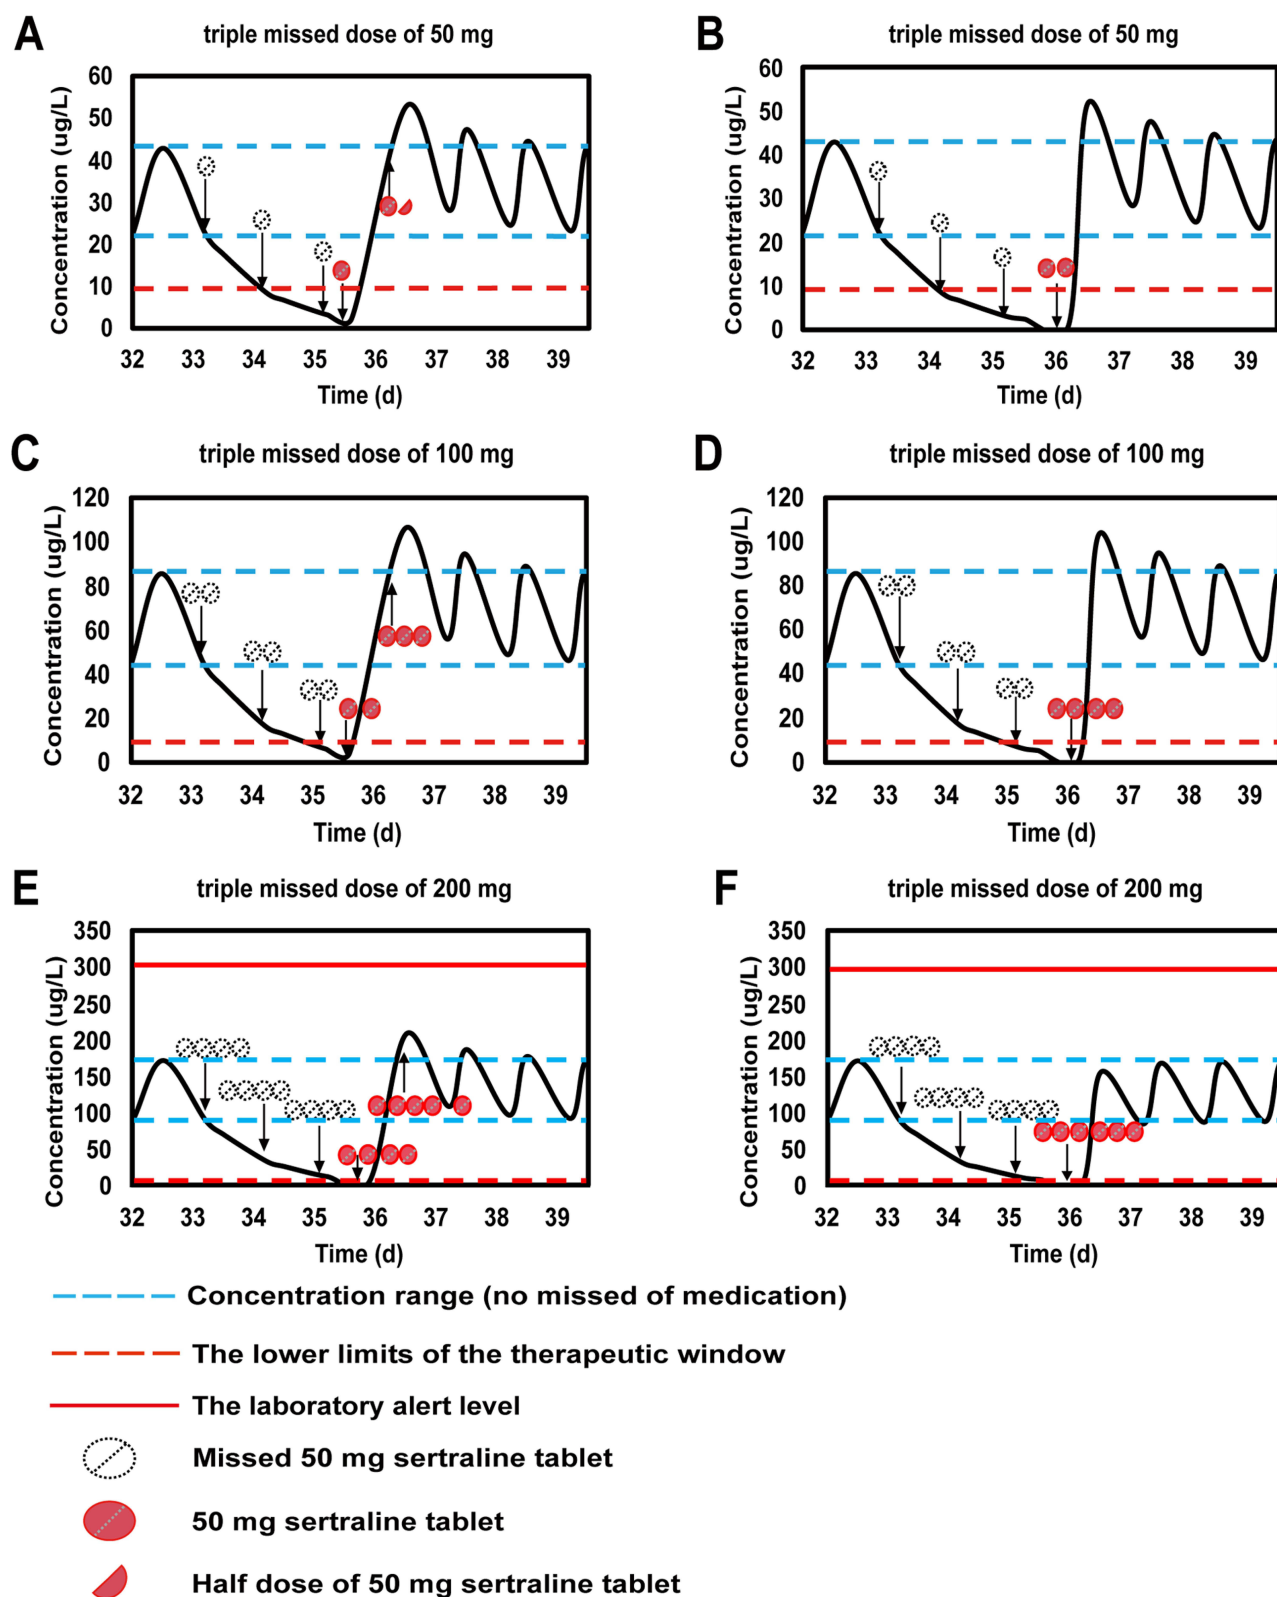 A
triple missed dose of 50 mg
Concentration (ug/L)
60
50
40
30
20
10
0
32 33 34 35 36 37 38 39
Time (d)
B
triple missed dose of 50 mg
Concentration (ug/L)
60
50
40
30
20
10
0
32 33 34 35 36 37 38 39
Time (d)
C
triple missed dose of 100 mg
Concentration (ug/L)
120
100
80
60
40
20
0
32 33 34 35 36 37 38 39
Time (d)
D
triple missed dose of 100 mg
Concentration (ug/L)
120
100
80
60
40
20
0
32 33 34 35 36 37 38 39
Time (d)
E
triple missed dose of 200 mg
Concentration (ug/L)
350
300
250
200
150
100
50
0
32 33 34 35 36 37 38 39
Time (d)
F
triple missed dose of 200 mg
Concentration (ug/L)
350
300
250
200
150
100
50
0
32 33 34 35 36 37 38 39
Time (d)
Concentration range (no missed of medication)
The lower limits of the therapeutic window
The laboratory alert level
Missed 50 mg sertraline tablet
50 mg sertraline tablet
Half dose of 50 mg sertraline tablet